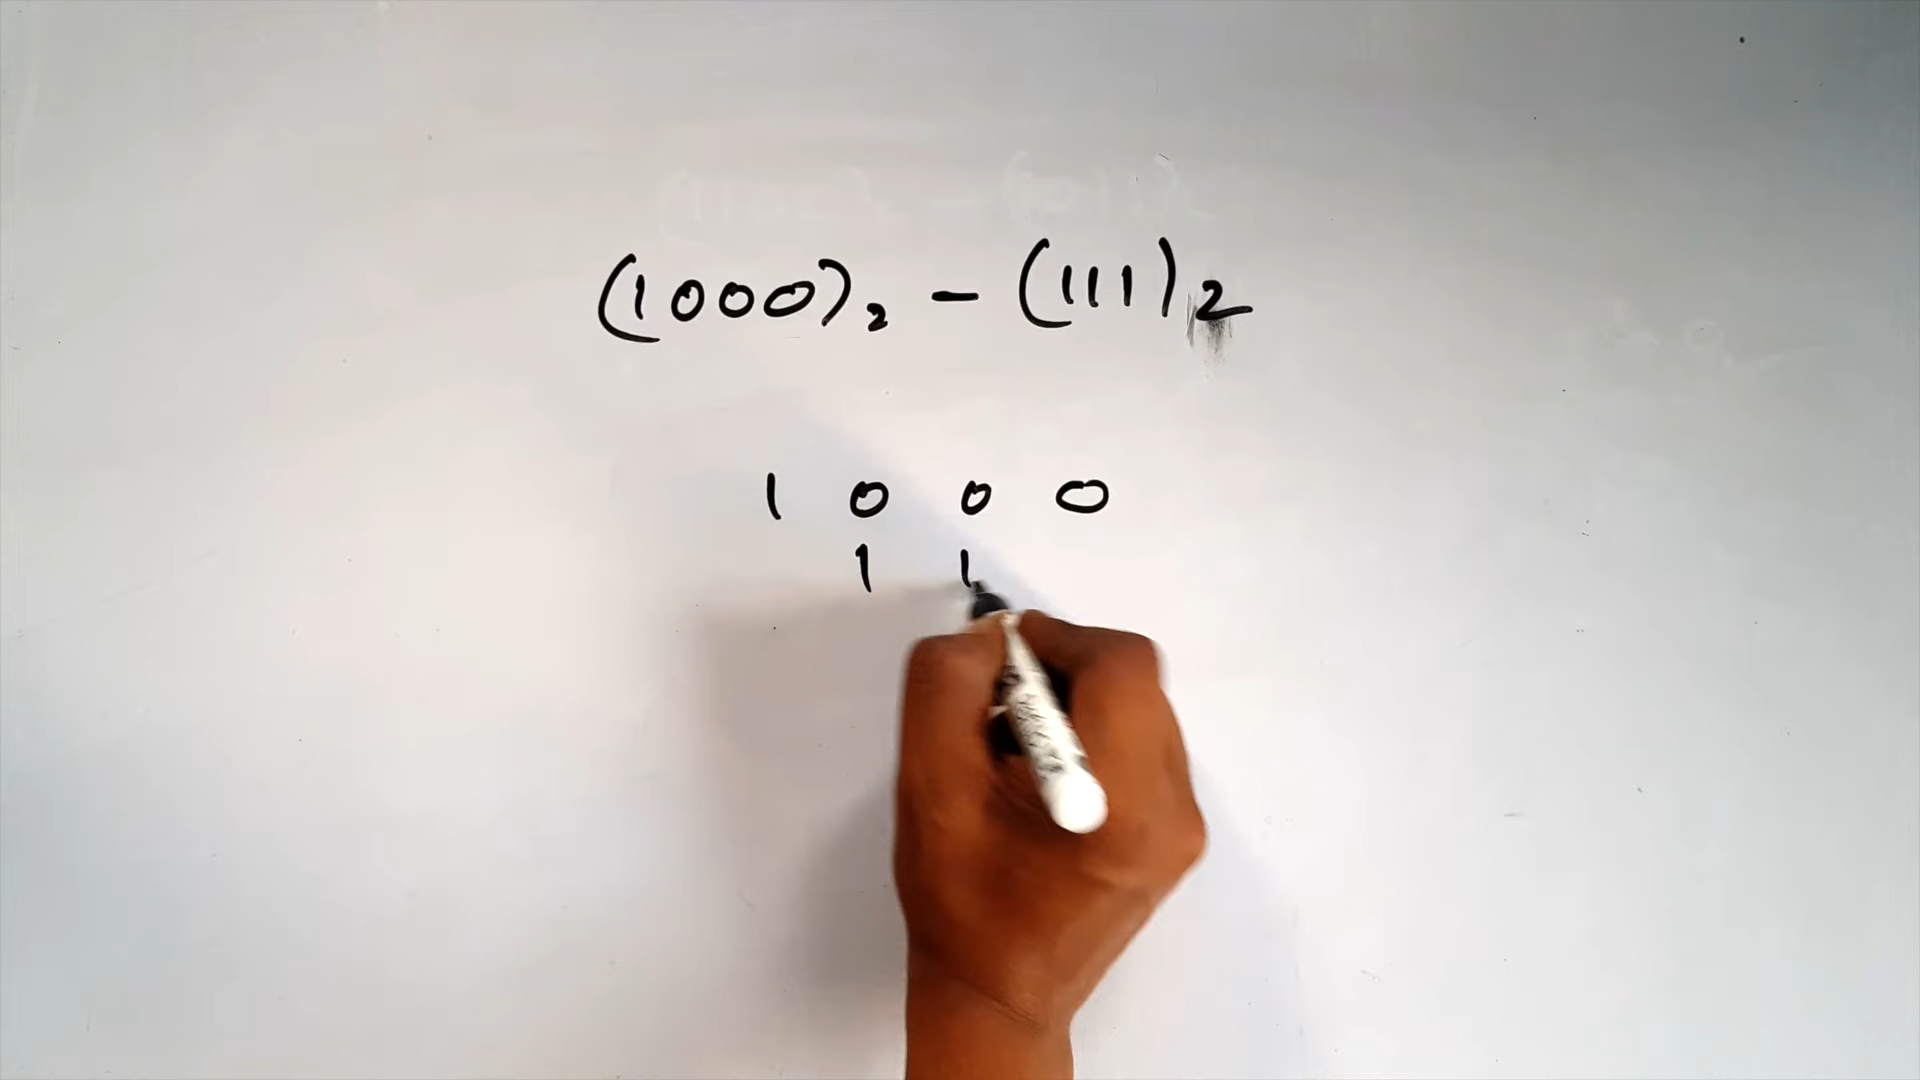 (1000)₂ - (111)₂
1 0 0 0
1 1